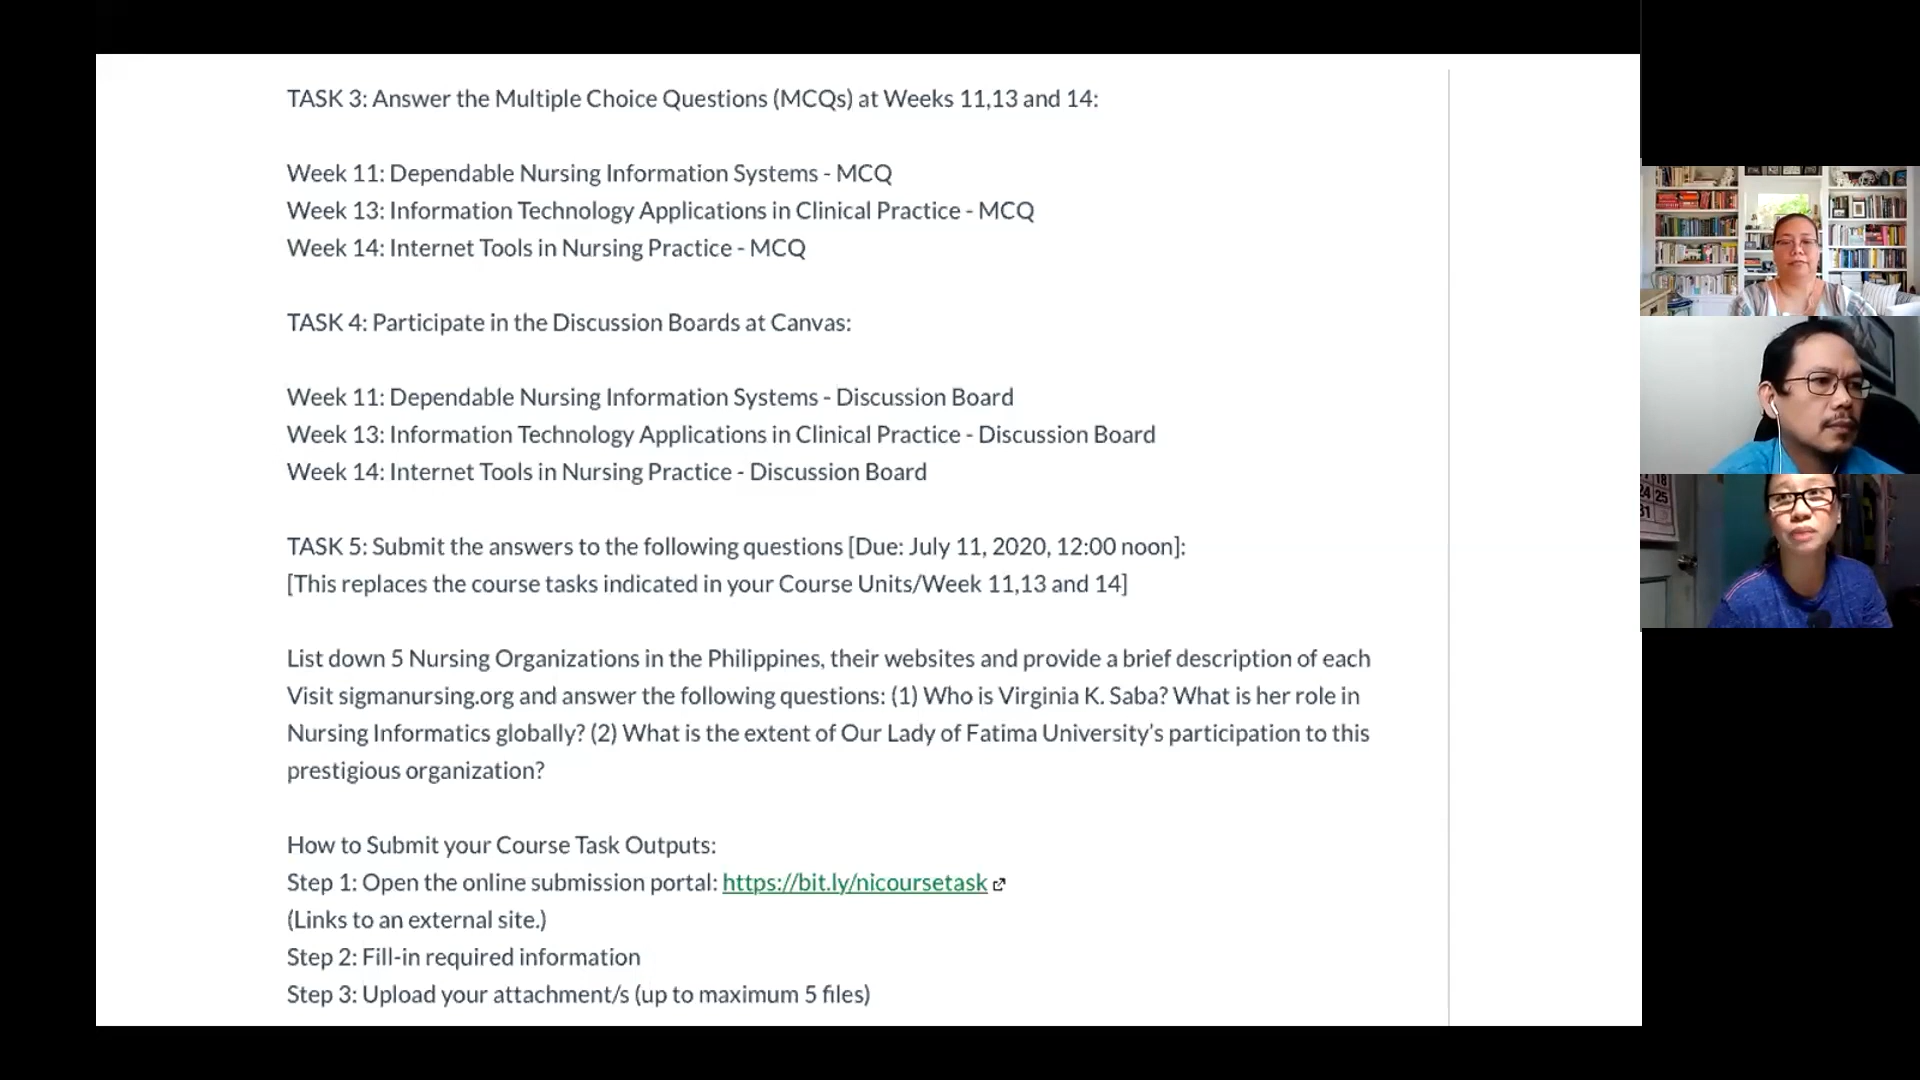 TASK 3: Answer the Multiple Choice Questions (MCQs) at Weeks 11,13 and 14:
Week 11: Dependable Nursing Information Systems - MCQ
Week 13: Information Technology Applications in Clinical Practice - MCQ
Week 14: Internet Tools in Nursing Practice - MCQ
TASK 4: Participate in the Discussion Boards at Canvas:
Week 11: Dependable Nursing Information Systems - Discussion Board
Week 13: Information Technology Applications in Clinical Practice - Discussion Board
Week 14: Internet Tools in Nursing Practice - Discussion Board
TASK 5: Submit the answers to the following questions [Due: July 11, 2020, 12:00 noon]:
[This replaces the course tasks indicated in your Course Units/Week 11,13 and 14]
List down 5 Nursing Organizations in the Philippines, their websites and provide a brief description of each
Visit sigmanursing.org and answer the following questions: (1) Who is Virginia K. Saba? What is her role in
Nursing Informatics globally? (2) What is the extent of Our Lady of Fatima University's participation to this
prestigious organization?
How to Submit your Course Task Outputs:
Step 1: Open the online submission portal: https://bit.ly/nicoursetask
(Links to an external site.)
Step 2: Fill-in required information
Step 3: Upload your attachment/s (up to maximum 5 files)
18
24 25
31